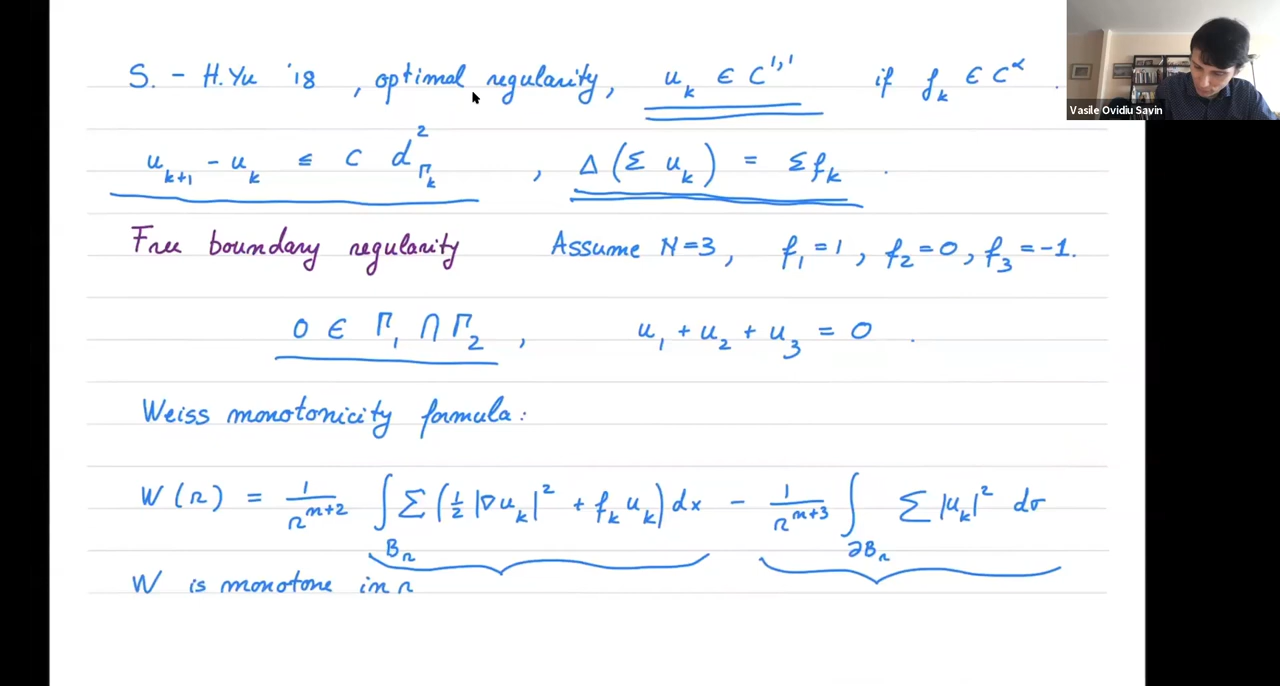 S. - H.Yu '18 , optimal regularity, u_k ∈ C^{1,1} if f_k ∈ C^α .
Vasile Ovidiu Savin
u_{k+1} - u_k ≤ C d^2_{Γ_k} , Δ(Σ u_k) = Σ f_k .
Free boundary regularity Assume N=3, f_1=1, f_2=0, f_3=-1.
0 ∈ Γ_1 ∩ Γ_2 , u_1 + u_2 + u_3 = 0 .
Weiss monotonicity formula:
W(r) = \frac{1}{r^{n+2}} ∫_{B_r} Σ(\frac{1}{2}|∇u_k|^2 + f_k u_k) dx - \frac{1}{r^{n+3}} ∫_{∂B_r} Σ |u_k|^2 dσ
W is monotone in r